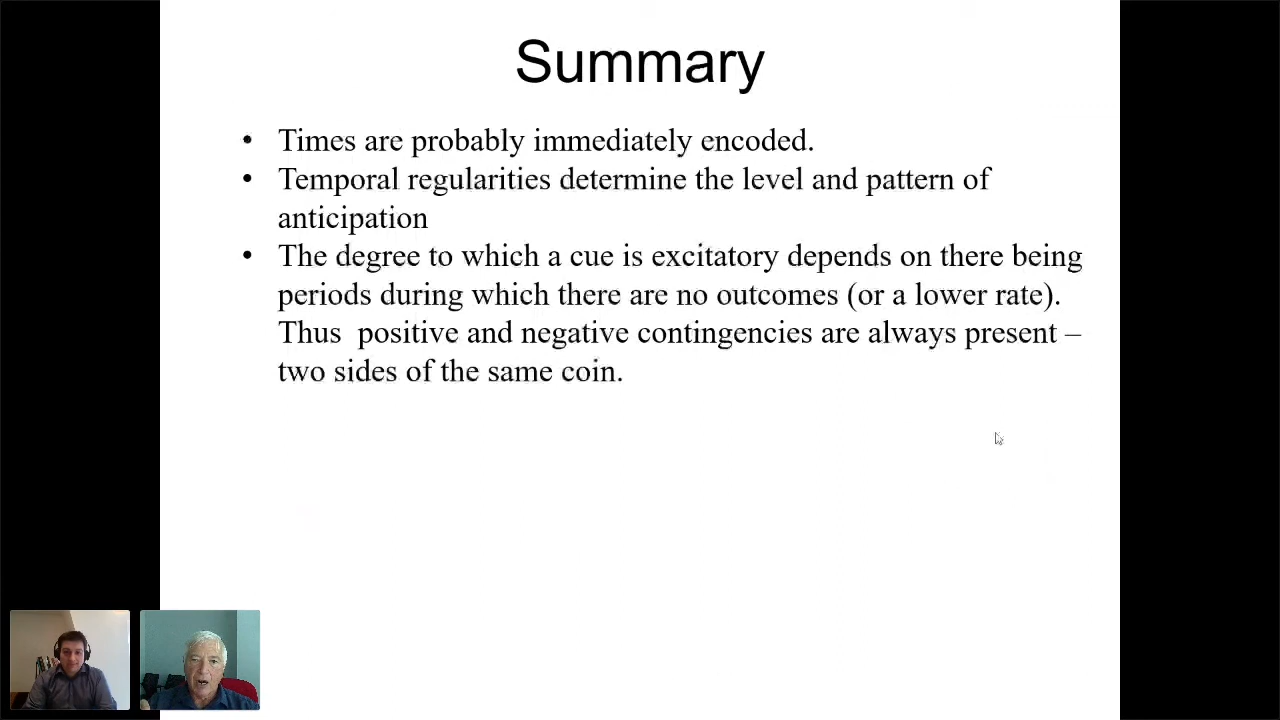 Summary
• Times are probably immediately encoded.
• Temporal regularities determine the level and pattern of
anticipation
• The degree to which a cue is excitatory depends on there being
periods during which there are no outcomes (or a lower rate).
Thus  positive and negative contingencies are always present –
two sides of the same coin.